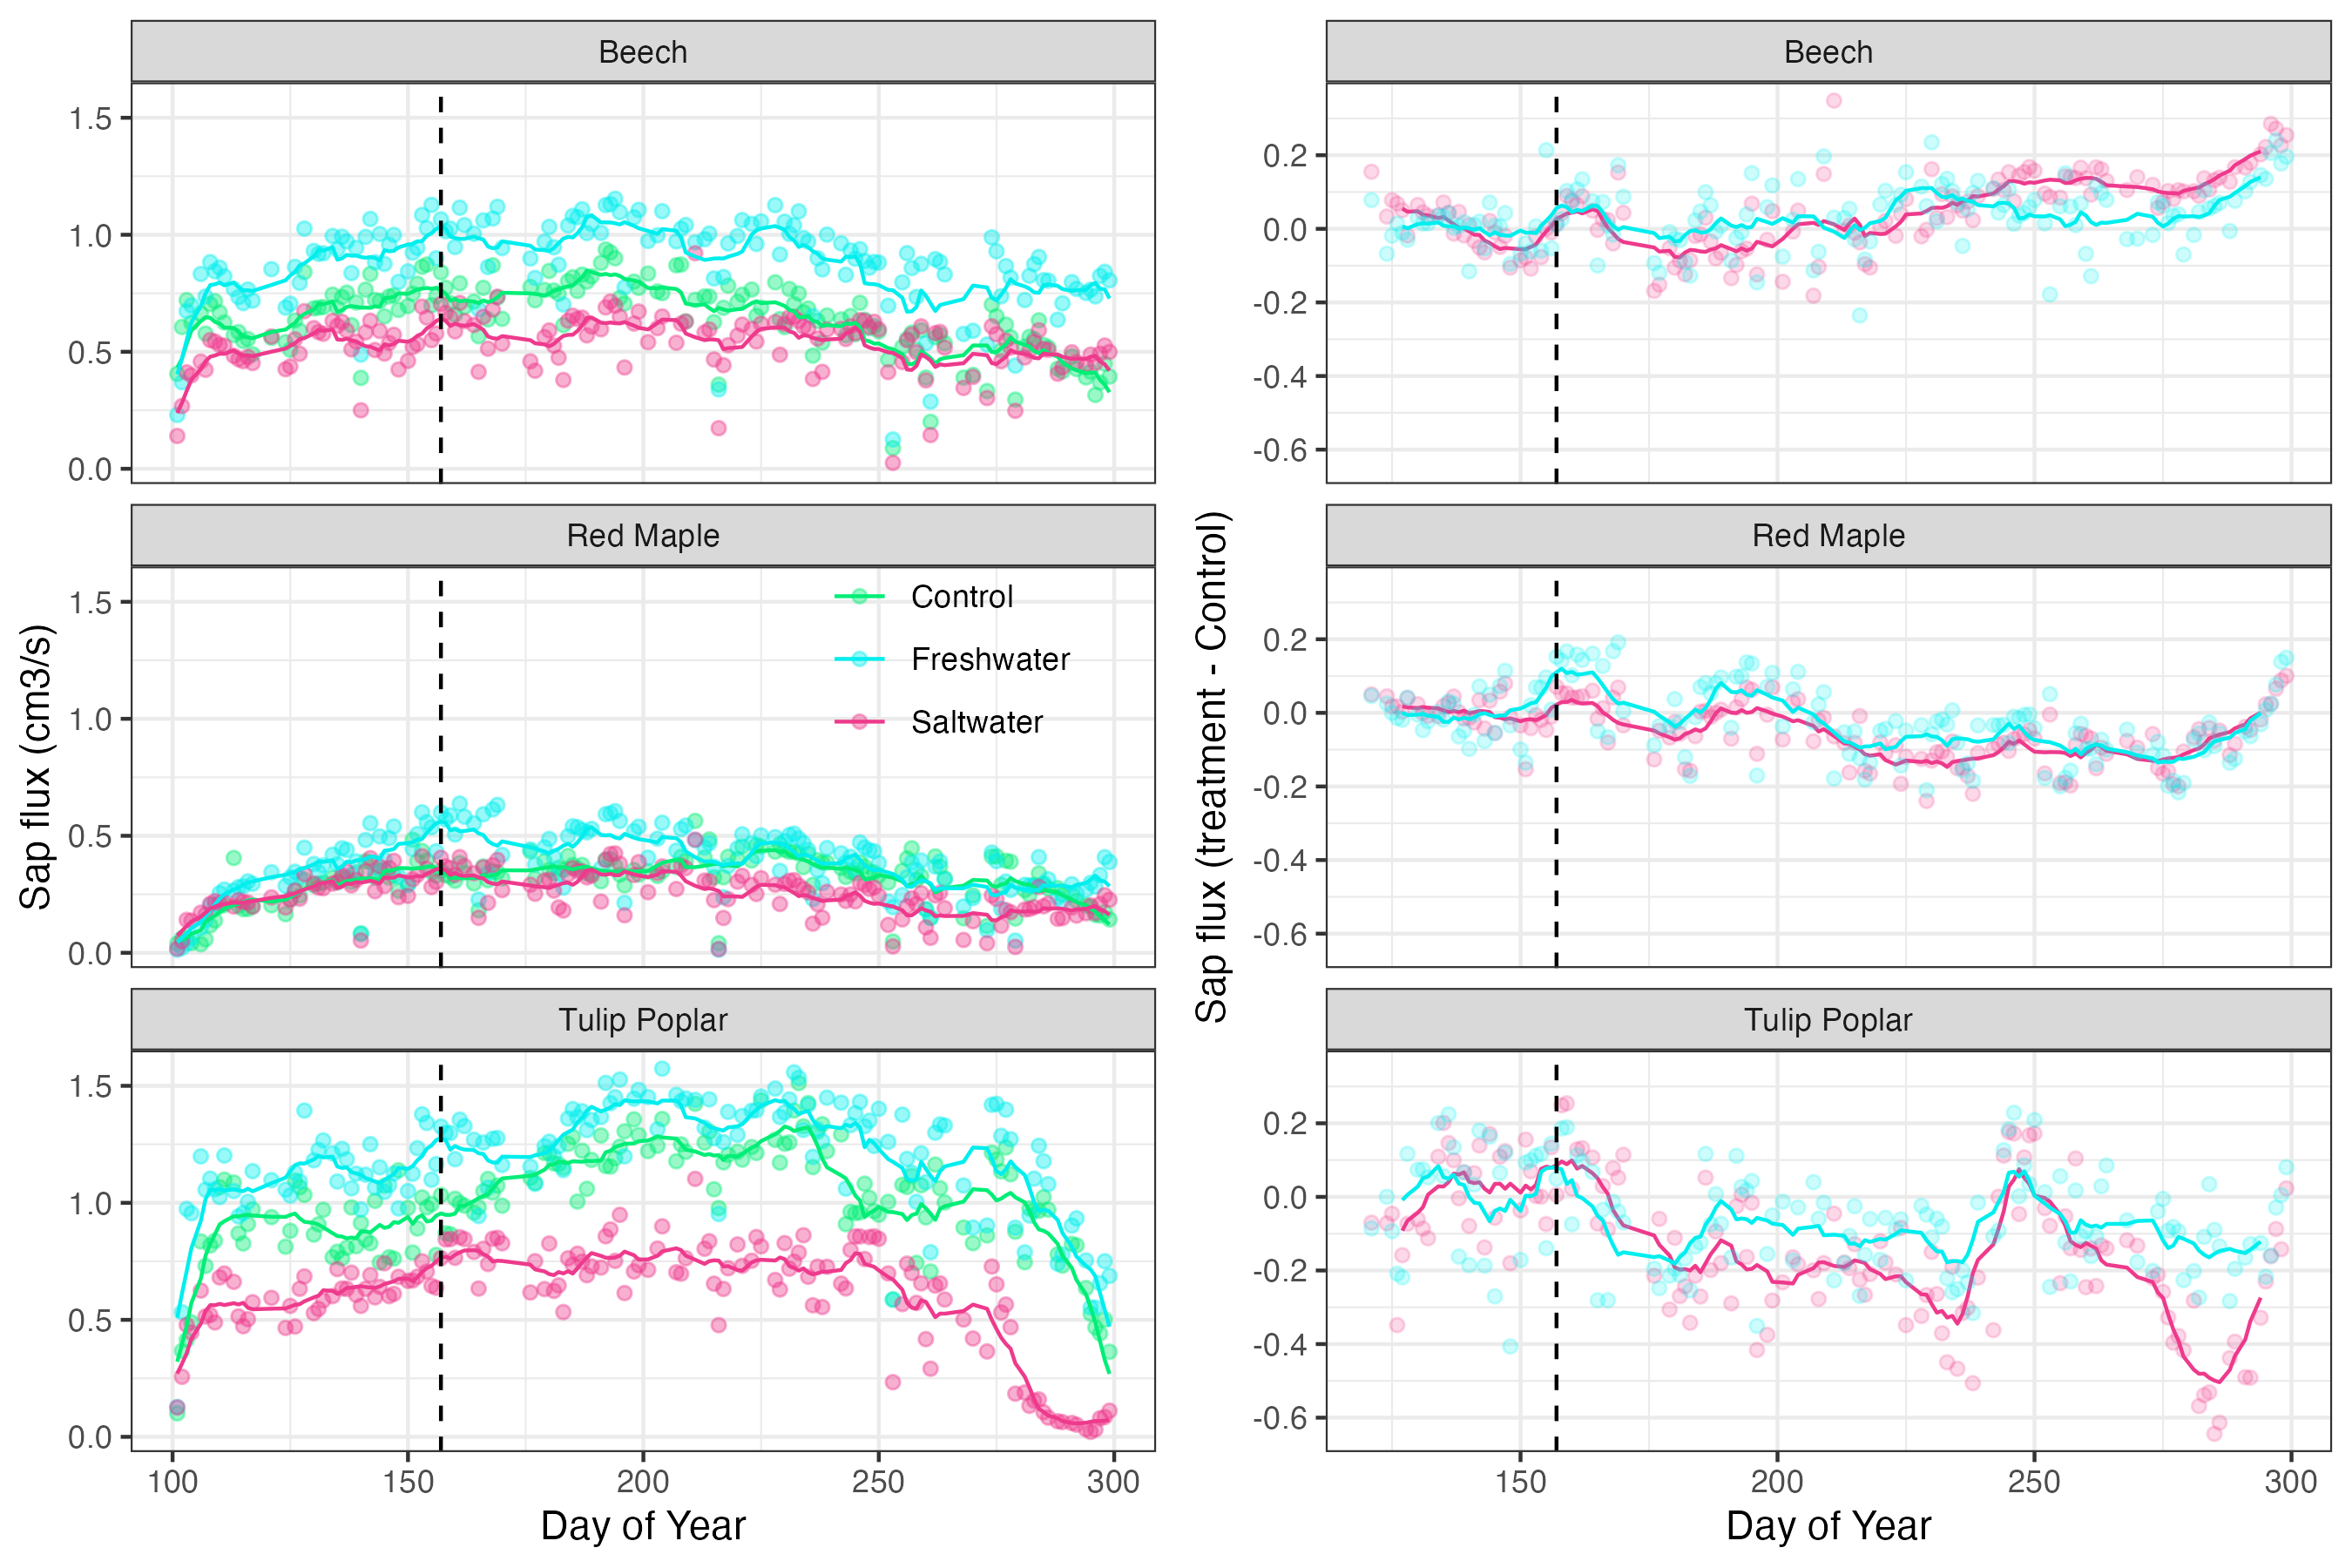 Beech
1.5
1.0
0.5
0.0
Red Maple
Control
Freshwater
Saltwater
1.5
1.0
0.5
0.0
Tulip Poplar
1.5
1.0
0.5
0.0
100 150 200 250 300
Day of Year
Sap flux (cm3/s)
Beech
0.2
0.0
-0.2
-0.4
-0.6
Red Maple
0.2
0.0
-0.2
-0.4
-0.6
Tulip Poplar
0.2
0.0
-0.2
-0.4
-0.6
150 200 250 300
Day of Year
Sap flux (treatment - Control)